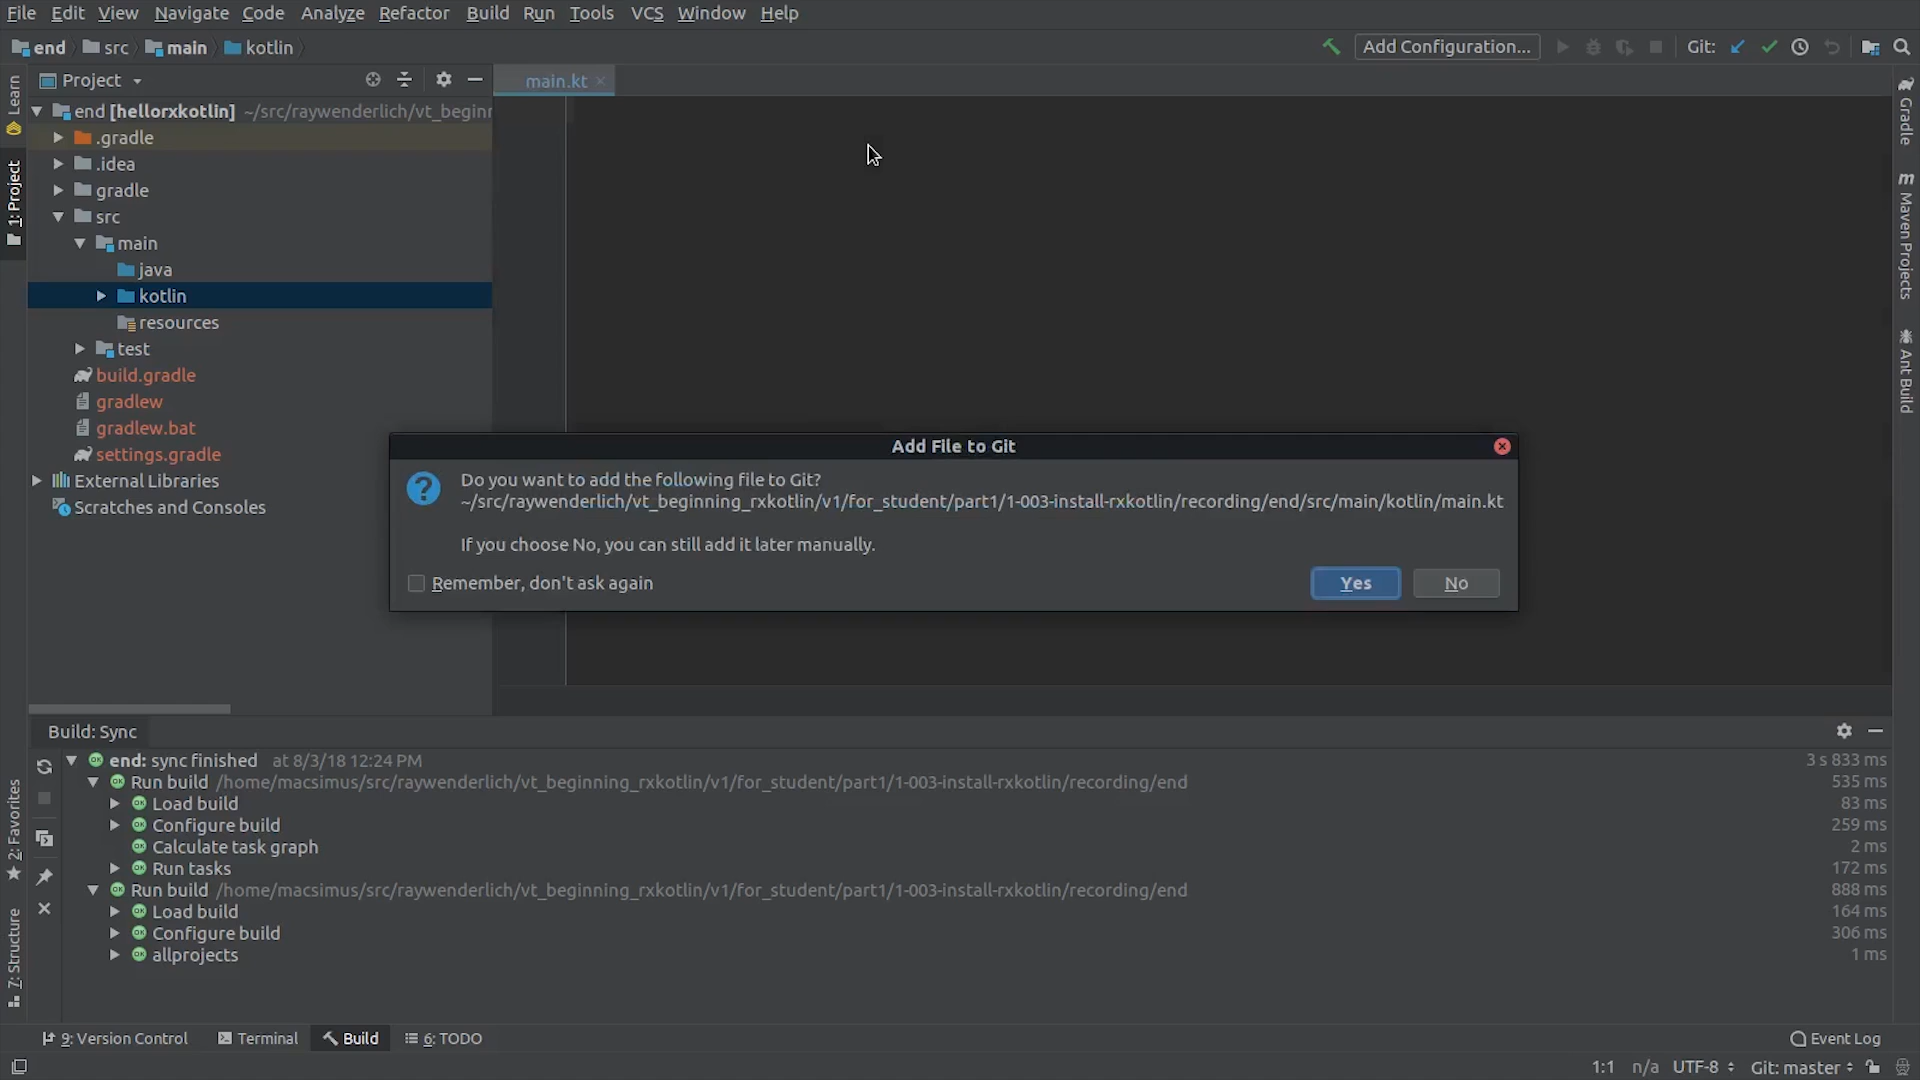 File Edit View Navigate Code Analyze Refactor Build Run Tools VCS Window Help
end src main kotlin
Add Configuration... Git:
Project
main.kt
Learn
1: Project
2: Favorites
7: Structure
Gradle
Maven Projects
Ant Build
end [hellorxkotlin] ~/src/raywenderlich/vt_beginr
.gradle
.idea
gradle
src
main
java
kotlin
resources
test
build.gradle
gradlew
gradlew.bat
settings.gradle
External Libraries
Scratches and Consoles
Add File to Git
Do you want to add the following file to Git?
~/src/raywenderlich/vt_beginning_rxkotlin/v1/for_student/part1/1-003-install-rxkotlin/recording/end/src/main/kotlin/main.kt
If you choose No, you can still add it later manually.
Remember, don't ask again
Yes No
Build: Sync
end: sync finished at 8/3/18 12:24 PM 3 s 833 ms
Run build /home/macsimus/src/raywenderlich/vt_beginning_rxkotlin/v1/for_student/part1/1-003-install-rxkotlin/recording/end 535 ms
Load build 83 ms
Configure build 259 ms
Calculate task graph 2 ms
Run tasks 172 ms
Run build /home/macsimus/src/raywenderlich/vt_beginning_rxkotlin/v1/for_student/part1/1-003-install-rxkotlin/recording/end 888 ms
Load build 164 ms
Configure build 306 ms
allprojects 1 ms
9: Version Control Terminal Build 6: TODO Event Log
1:1 n/a UTF-8 Git: master